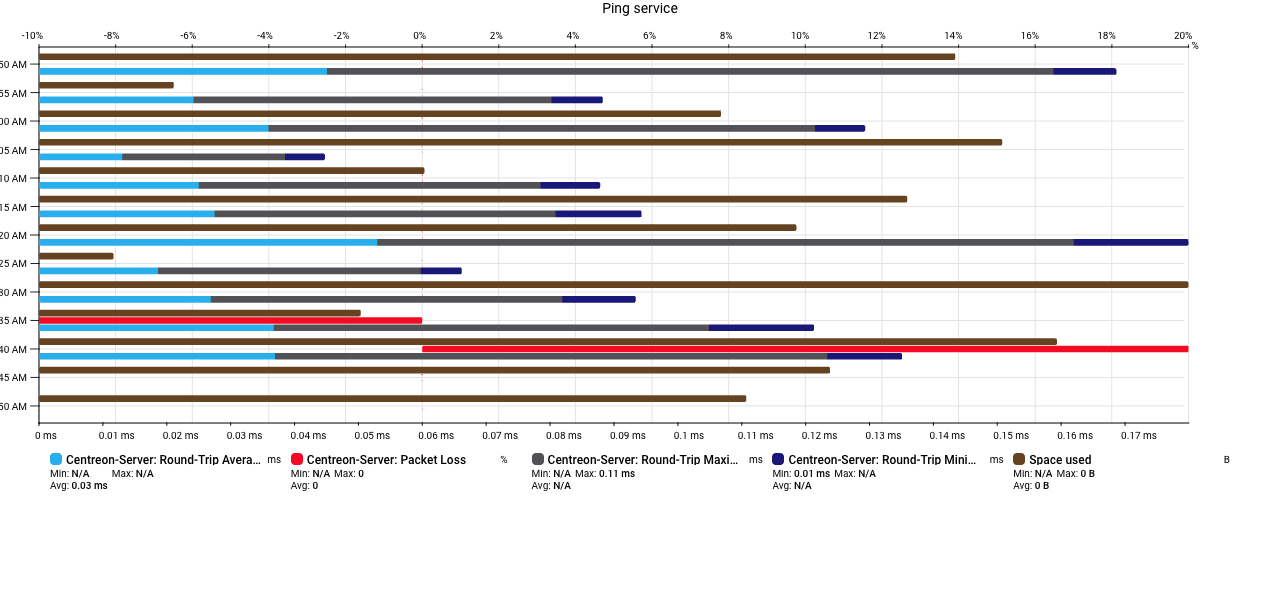 Ping service
-10% -8% -6% -4% -2% 0% 2% 4% 6% 8% 10% 12% 14% 16% 18% 20%
%
50 AM
55 AM
00 AM
05 AM
10 AM
15 AM
20 AM
25 AM
30 AM
35 AM
40 AM
45 AM
50 AM
0 ms 0.01 ms 0.02 ms 0.03 ms 0.04 ms 0.05 ms 0.06 ms 0.07 ms 0.08 ms 0.09 ms 0.1 ms 0.11 ms 0.12 ms 0.13 ms 0.14 ms 0.15 ms 0.16 ms 0.17 ms
Centreon-Server: Round-Trip Avera... ms Centreon-Server: Packet Loss % Centreon-Server: Round-Trip Maxi... ms Centreon-Server: Round-Trip Mini... ms Space used B
Min: N/A Max: N/A Min: N/A Max: 0 Min: N/A Max: 0.11 ms Min: 0.01 ms Max: N/A Min: N/A Max: 0 B
Avg: 0.03 ms Avg: 0 Avg: N/A Avg: N/A Avg: 0 B